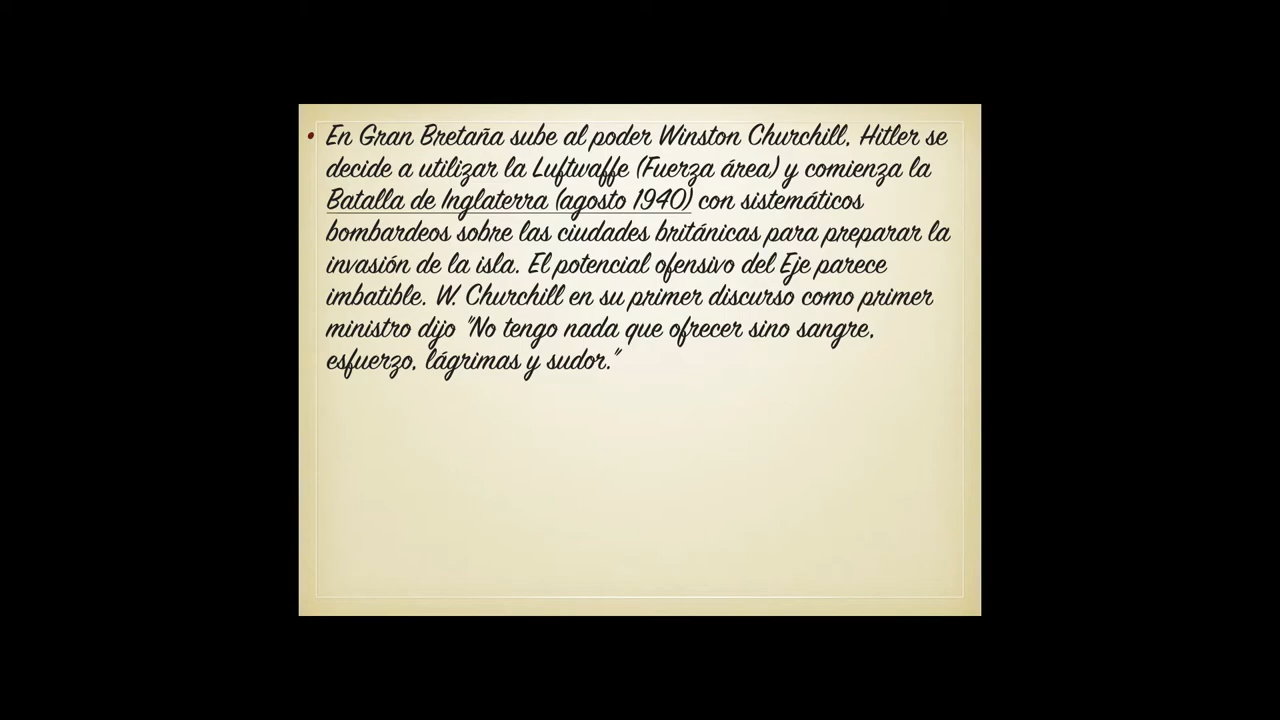 • En Gran Bretaña sube al poder Winston Churchill, Hitler se
decide a utilizar la Luftwaffe (Fuerza área) y comienza la
Batalla de Inglaterra (agosto 1940) con sistemáticos
bombardeos sobre las ciudades británicas para preparar la
invasión de la isla. El potencial ofensivo del Eje parece
imbatible. W. Churchill en su primer discurso como primer
ministro dijo "No tengo nada que ofrecer sino sangre,
esfuerzo, lágrimas y sudor."